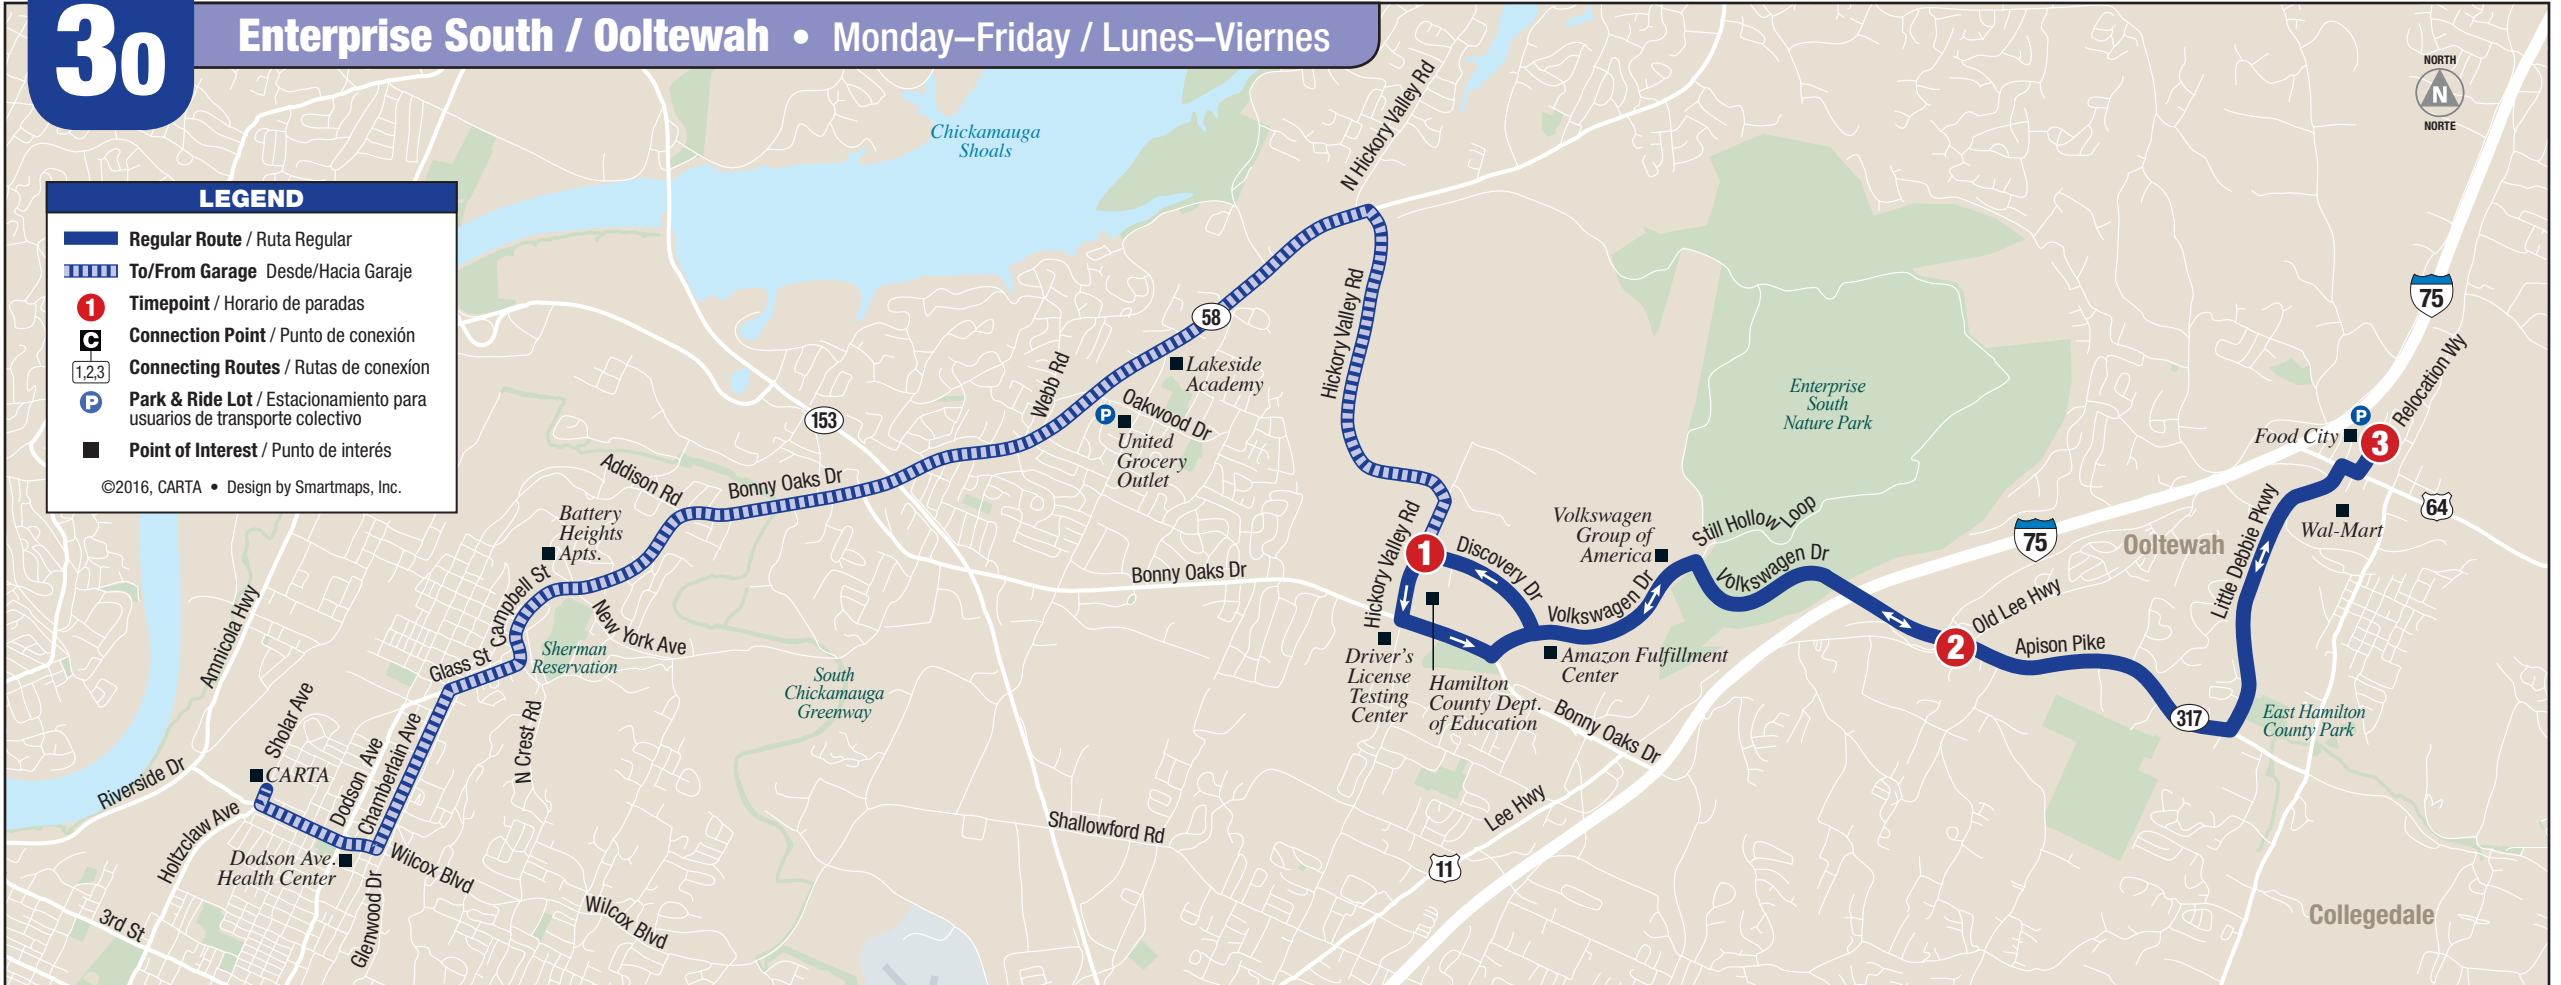 3o
Enterprise South / Ooltewah • Monday–Friday / Lunes–Viernes
NORTH
N
NORTE
LEGEND
Regular Route / Ruta Regular
To/From Garage Desde/Hacia Garaje
1 Timepoint / Horario de paradas
C Connection Point / Punto de conexión
1,2,3 Connecting Routes / Rutas de conexíon
P Park & Ride Lot / Estacionamiento para
usuarios de transporte colectivo
Point of Interest / Punto de interés
©2016, CARTA • Design by Smartmaps, Inc.
Chickamauga
Shoals
N Hickory Valley Rd
58
Hickory Valley Rd
Lakeside
Academy
Webb Rd
P
Oakwood Dr
United
Grocery
Outlet
153
Addison Rd
Bonny Oaks Dr
Battery
Heights
Apts.
Campbell St
New York Ave
Sherman
Reservation
Glass St
Amnicola Hwy
Sholar Ave
CARTA
Riverside Dr
Holtzclaw Ave
Dodson Ave
Chamberlain Ave
N Crest Rd
Dodson Ave.
Health Center
Wilcox Blvd
Glenwood Dr
3rd St
Wilcox Blvd
South
Chickamauga
Greenway
Shallowford Rd
Bonny Oaks Dr
Hickory Valley Rd
1
Discovery Dr
Driver's
License
Testing
Center
Hamilton
County Dept.
of Education
Volkswagen Dr
Amazon Fulfillment
Center
Bonny Oaks Dr
Lee Hwy
11
Volkswagen
Group of
America
Still Hollow Loop
Volkswagen Dr
Enterprise
South
Nature Park
75
75
2
Old Lee Hwy
Apison Pike
317
East Hamilton
County Park
Little Debbie Pkwy
Ooltewah
Wal-Mart
64
Food City
P
3
Relocation Wy
Collegedale